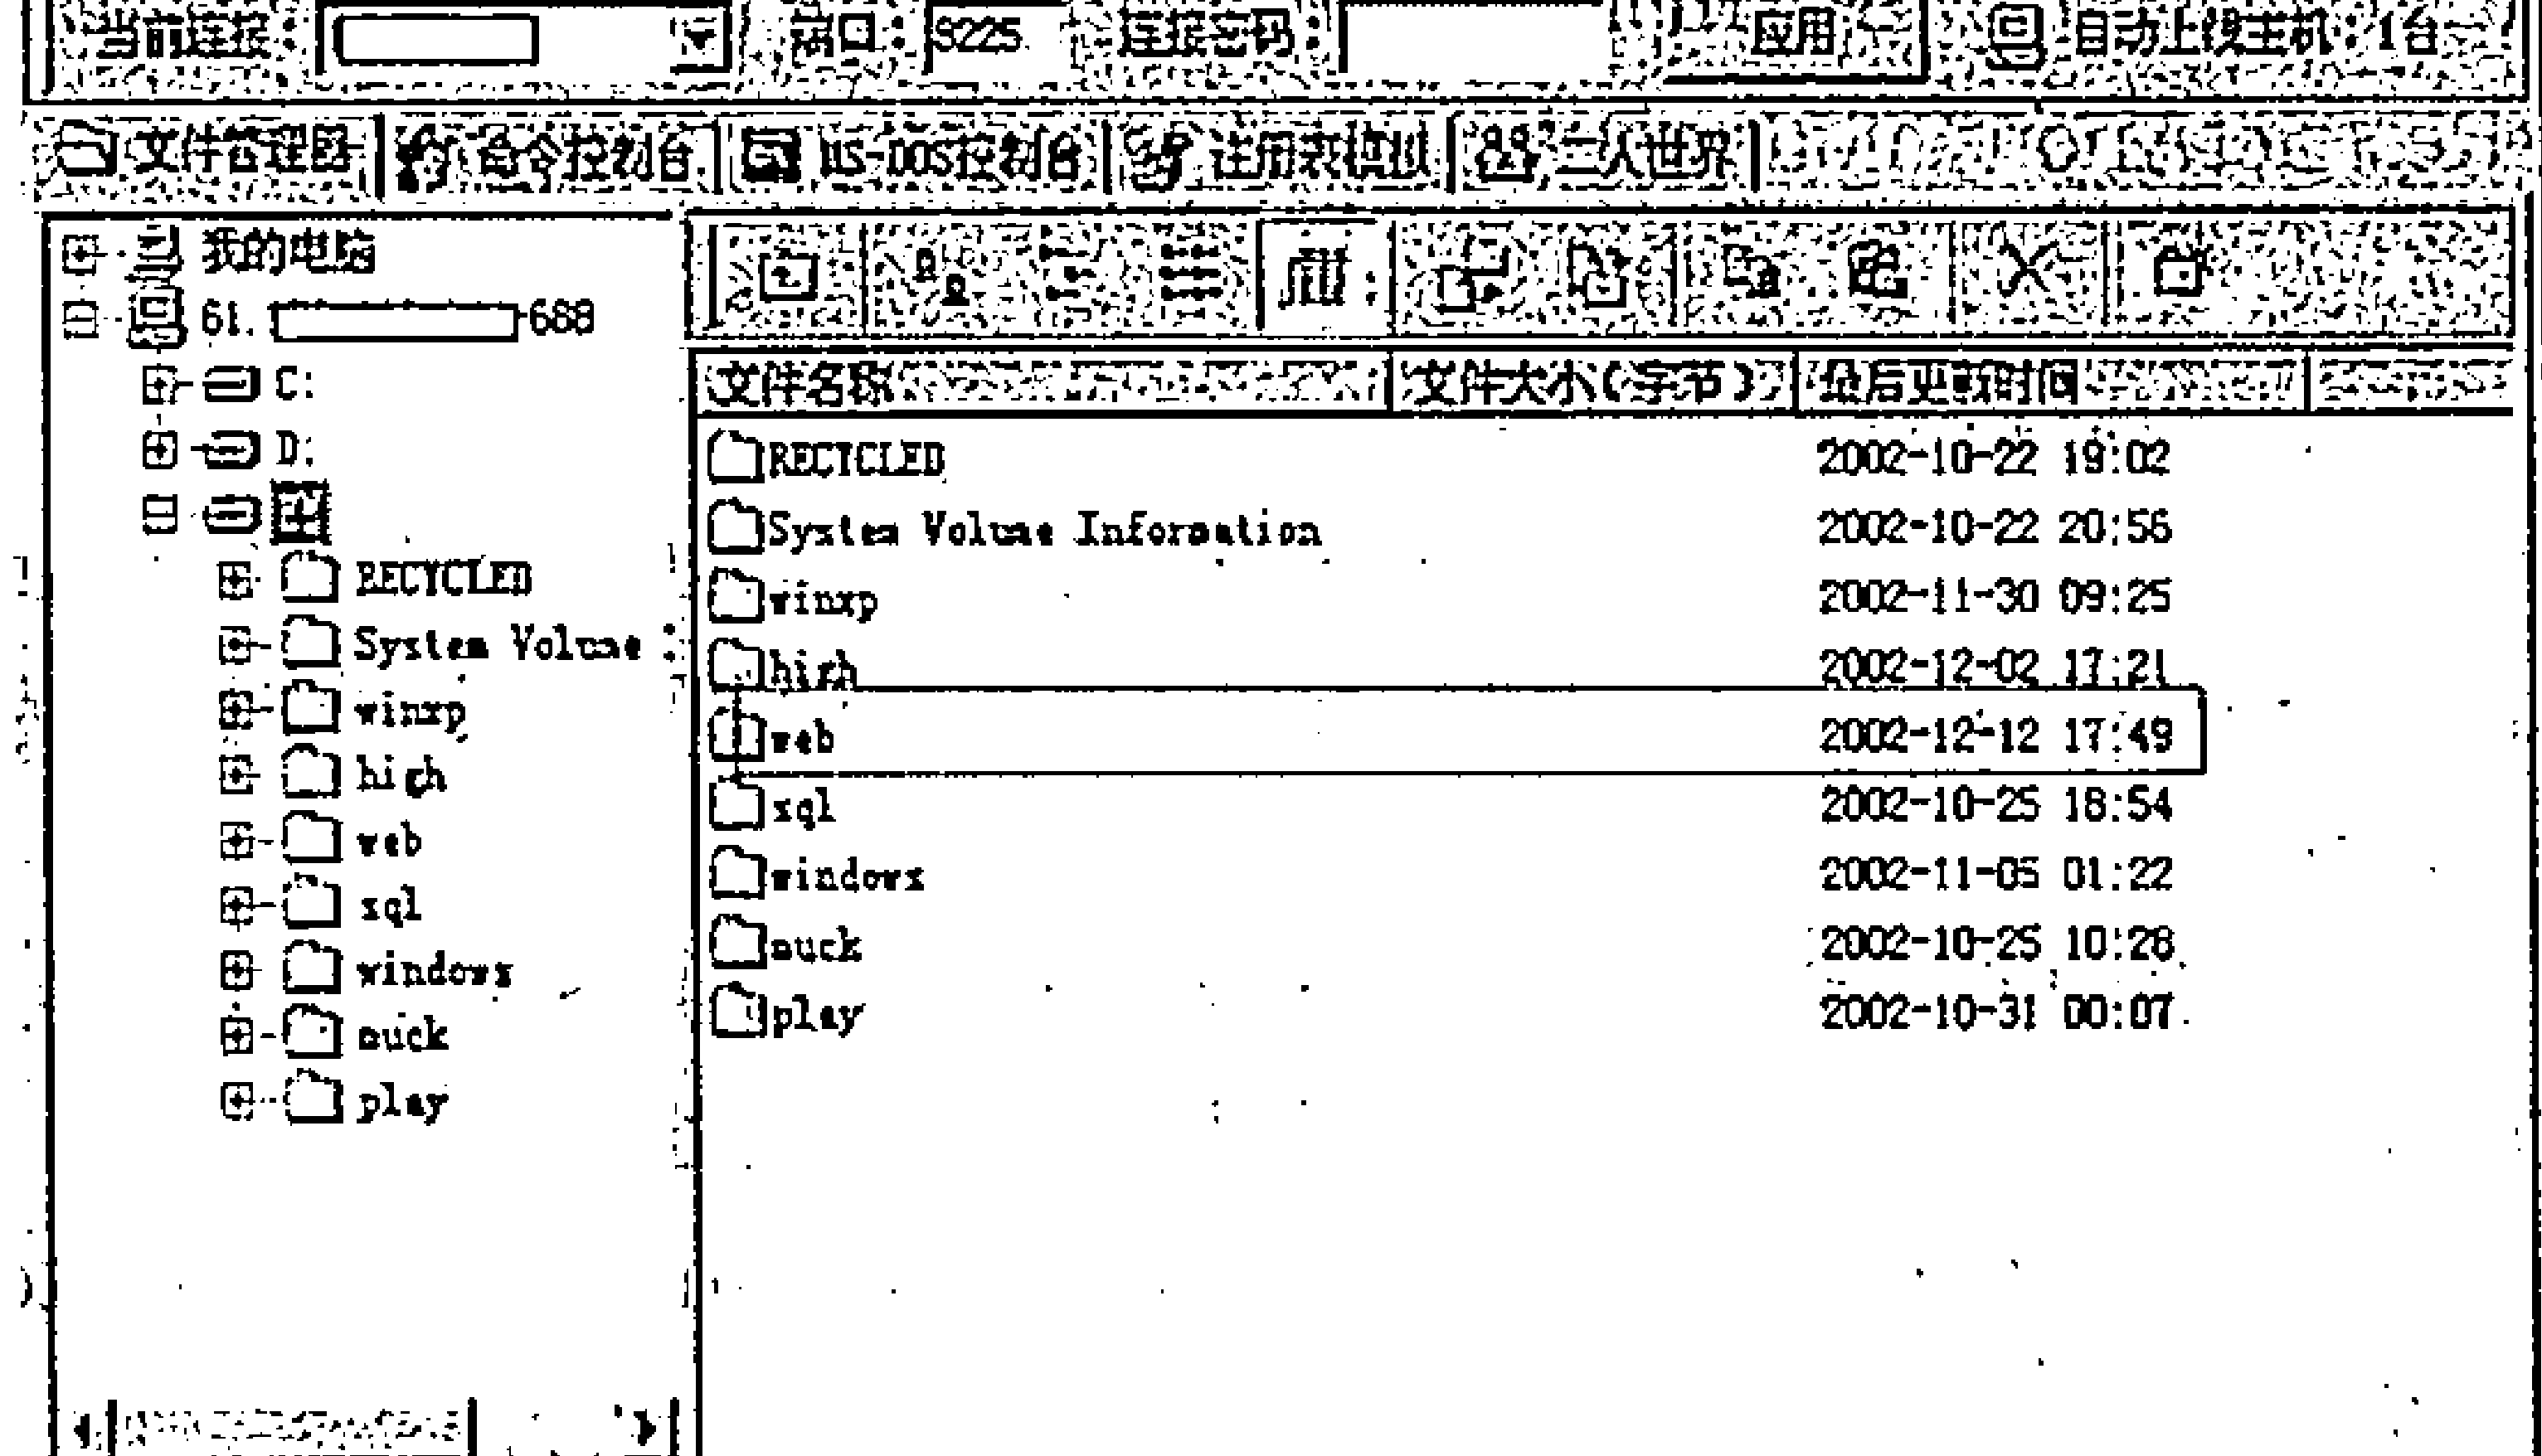 当前连接: 端口: 8225 连接密码: 应用 自动上线主机: 1台
文件管理器 命令控制台 MS-DOS控制台 注册表模拟 二人世界
我的电脑
61. 688
C:
D:
RECYCLED
System Volume
winxp
high
web
sql
windows
muck
play
文件名称 文件大小(字节) 最后更新时间
RECYCLED 2002-10-22 19:02
System Volume Information 2002-10-22 20:56
winxp 2002-11-30 09:25
high 2002-12-02 17:21
web 2002-12-12 17:49
sql 2002-10-25 18:54
windows 2002-11-05 01:22
muck 2002-10-25 10:28
play 2002-10-31 00:07